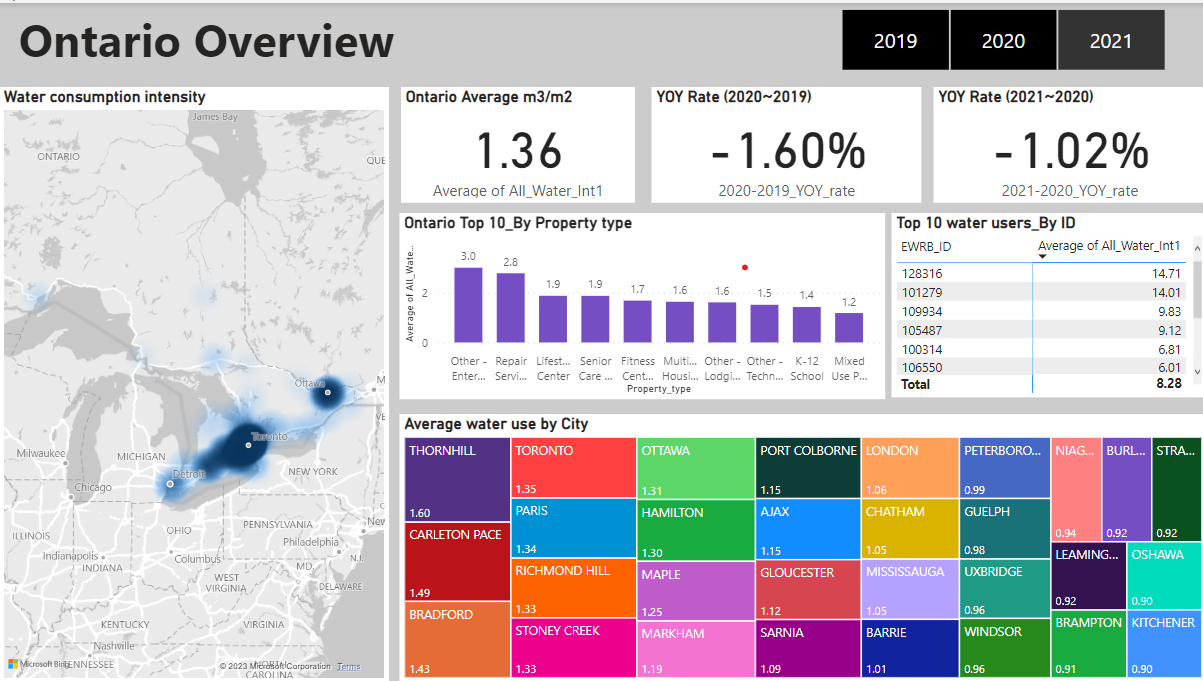 Ontario Overview
2019
2020
2021
Water consumption intensity
James Bay
ONTARIO
QUE
Ottawa
M
Toronto
VE
Milwaukee
MICHIGAN
Detroit
NEW YORK
Chicago
OHIO
PENNSYLVANIA
New
ILLINOIS
Philadelphia
Indianapolis
INDIANA
Columbus
MD.
N.J.
WEST
VIRGINIA
DELAWARE
KENTUCKY
VIRGINIA
Nashville
Microsoft Bing
TENNESSEE
© 2023 Microsoft Corporation
Terms
NORTH
CAROLINA
Ontario Average m3/m2
1.36
Average of All_Water_Int1
YOY Rate (2020~2019)
-1.60%
2020-2019_YOY_rate
YOY Rate (2021~2020)
-1.02%
2021-2020_YOY_rate
Ontario Top 10_By Property type
Average of All_Wate...
2
0
3.0
2.8
1.9
1.9
1.7
1.6
1.6
1.5
1.4
1.2
Other - Enter...
Repair Servi...
Lifest... Center
Senior Care ...
Fitness Cent...
Multi... Housi...
Other - Lodgi...
Other - Techn...
K-12 School
Mixed Use P...
Property_type
Top 10 water users_By ID
EWRB_ID Average of All_Water_Int1
128316 14.71
101279 14.01
109934 9.83
105487 9.12
100314 6.81
106550 6.01
Total 8.28
Average water use by City
THORNHILL
1.60
CARLETON PACE
1.49
BRADFORD
1.43
TORONTO
1.35
PARIS
1.34
RICHMOND HILL
1.33
STONEY CREEK
1.33
OTTAWA
1.31
HAMILTON
1.30
MAPLE
1.25
MARKHAM
1.19
PORT COLBORNE
1.15
AJAX
1.15
GLOUCESTER
1.12
SARNIA
1.09
LONDON
1.06
CHATHAM
1.05
MISSISSAUGA
1.05
BARRIE
1.01
PETERBORO...
0.99
GUELPH
0.98
UXBRIDGE
0.96
WINDSOR
0.96
NIAG...
0.94
BURL...
0.92
STRA...
0.92
LEAMING...
0.92
OSHAWA
0.90
BRAMPTON
0.91
KITCHENER
0.90